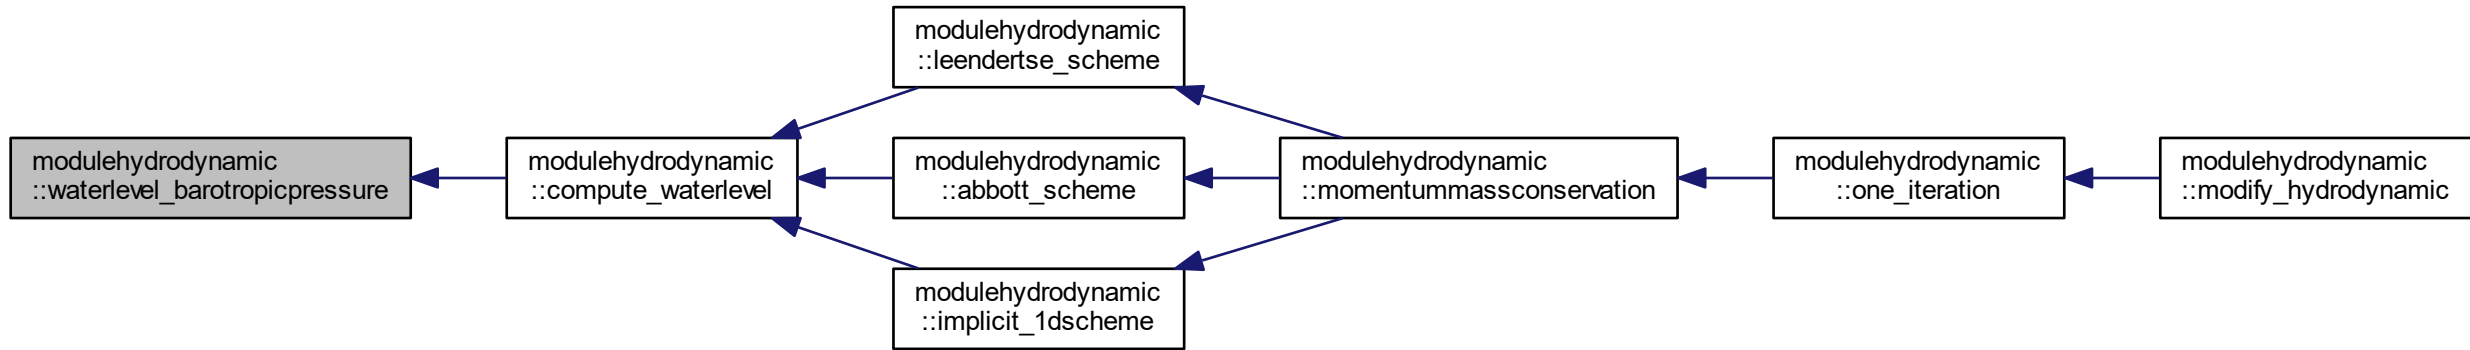 modulehydrodynamic
::waterlevel_barotropicpressure
modulehydrodynamic
::compute_waterlevel
modulehydrodynamic
::leendertse_scheme
modulehydrodynamic
::abbott_scheme
modulehydrodynamic
::implicit_1dscheme
modulehydrodynamic
::momentummassconservation
modulehydrodynamic
::one_iteration
modulehydrodynamic
::modify_hydrodynamic